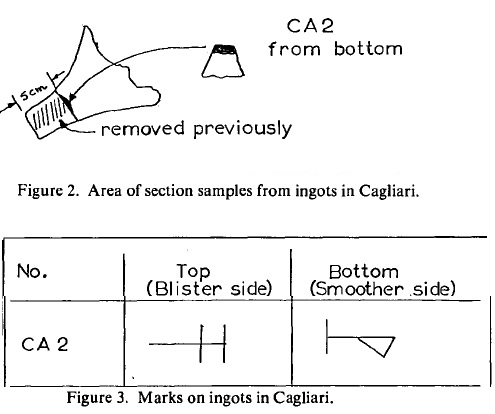 CA2
from bottom
5cm
removed previously
Figure 2. Area of section samples from ingots in Cagliari.
No. Top Bottom
(Blister side) (Smoother side)
CA 2
Figure 3. Marks on ingots in Cagliari.